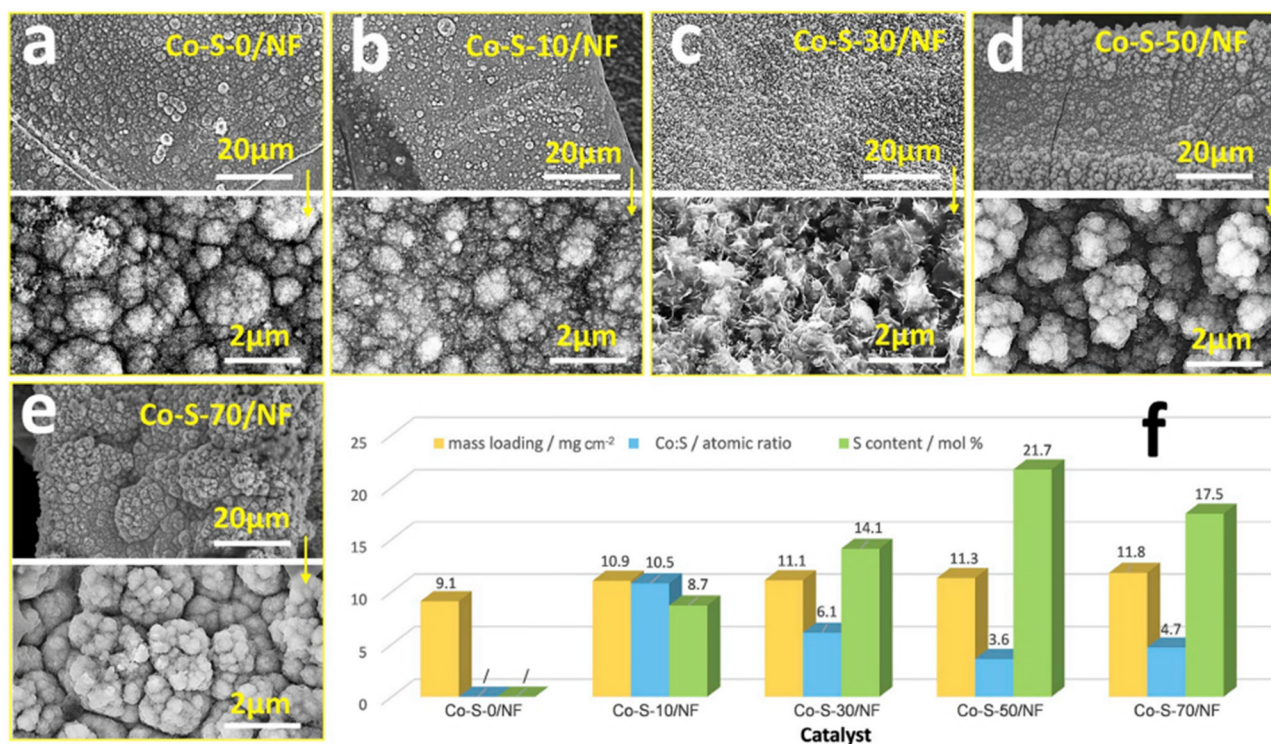 a
Co-S-0/NF
20μm
2μm
b
Co-S-10/NF
20μm
2μm
c
Co-S-30/NF
20μm
2μm
d
Co-S-50/NF
20μm
2μm
e
Co-S-70/NF
20μm
2μm
f
mass loading / mg cm⁻²
Co:S / atomic ratio
S content / mol %
25
20
15
10
5
0
9.1
/
/
10.9
10.5
8.7
11.1
6.1
14.1
11.3
3.6
21.7
11.8
4.7
17.5
Co-S-0/NF
Co-S-10/NF
Co-S-30/NF
Co-S-50/NF
Co-S-70/NF
Catalyst